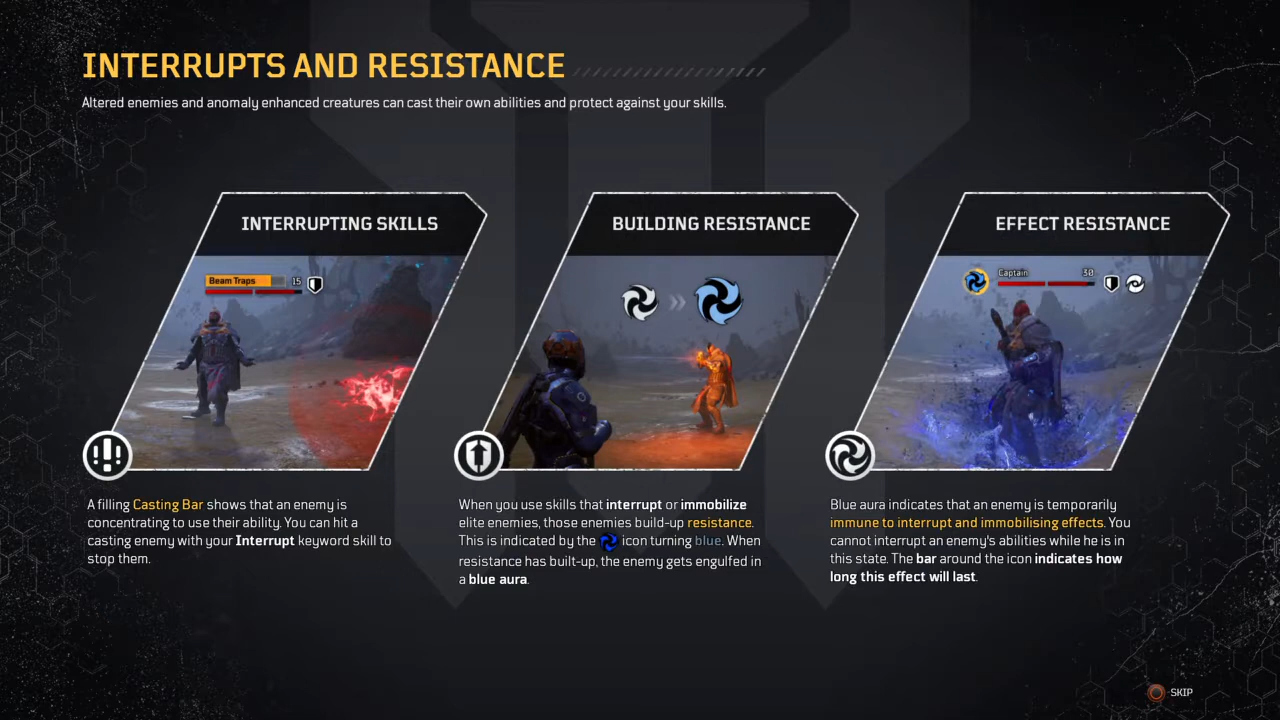 INTERRUPTS AND RESISTANCE
Altered enemies and anomaly enhanced creatures can cast their own abilities and protect against your skills.
INTERRUPTING SKILLS
Beam Traps 15
A filling Casting Bar shows that an enemy is
concentrating to use their ability. You can hit a
casting enemy with your Interrupt keyword skill to
stop them.
BUILDING RESISTANCE
When you use skills that interrupt or immobilize
elite enemies, those enemies build-up resistance.
This is indicated by the icon turning blue. When
resistance has built-up, the enemy gets engulfed in
a blue aura.
EFFECT RESISTANCE
Captain 30
Blue aura indicates that an enemy is temporarily
immune to interrupt and immobilising effects. You
cannot interrupt an enemy's abilities while he is in
this state. The bar around the icon indicates how
long this effect will last.
SKIP